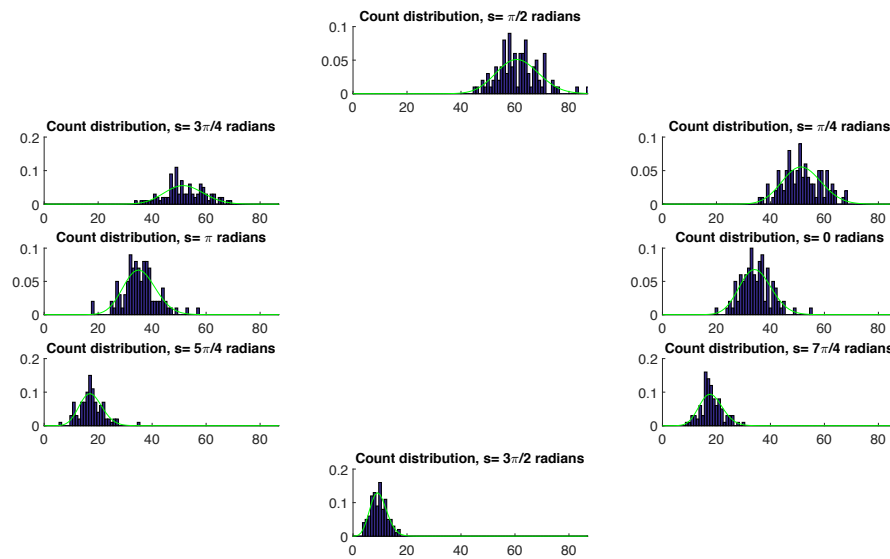 Count distribution, s= π/2 radians
0.1
0.05
0
0 20 40 60 80
Count distribution, s= 3π/4 radians
0.2
0.1
0
0 20 40 60 80
Count distribution, s= π/4 radians
0.1
0.05
0
0 20 40 60 80
Count distribution, s= π radians
0.1
0.05
0
0 20 40 60 80
Count distribution, s= 0 radians
0.1
0.05
0
0 20 40 60 80
Count distribution, s= 5π/4 radians
0.2
0.1
0
0 20 40 60 80
Count distribution, s= 7π/4 radians
0.2
0.1
0
0 20 40 60 80
Count distribution, s= 3π/2 radians
0.2
0.1
0
0 20 40 60 80